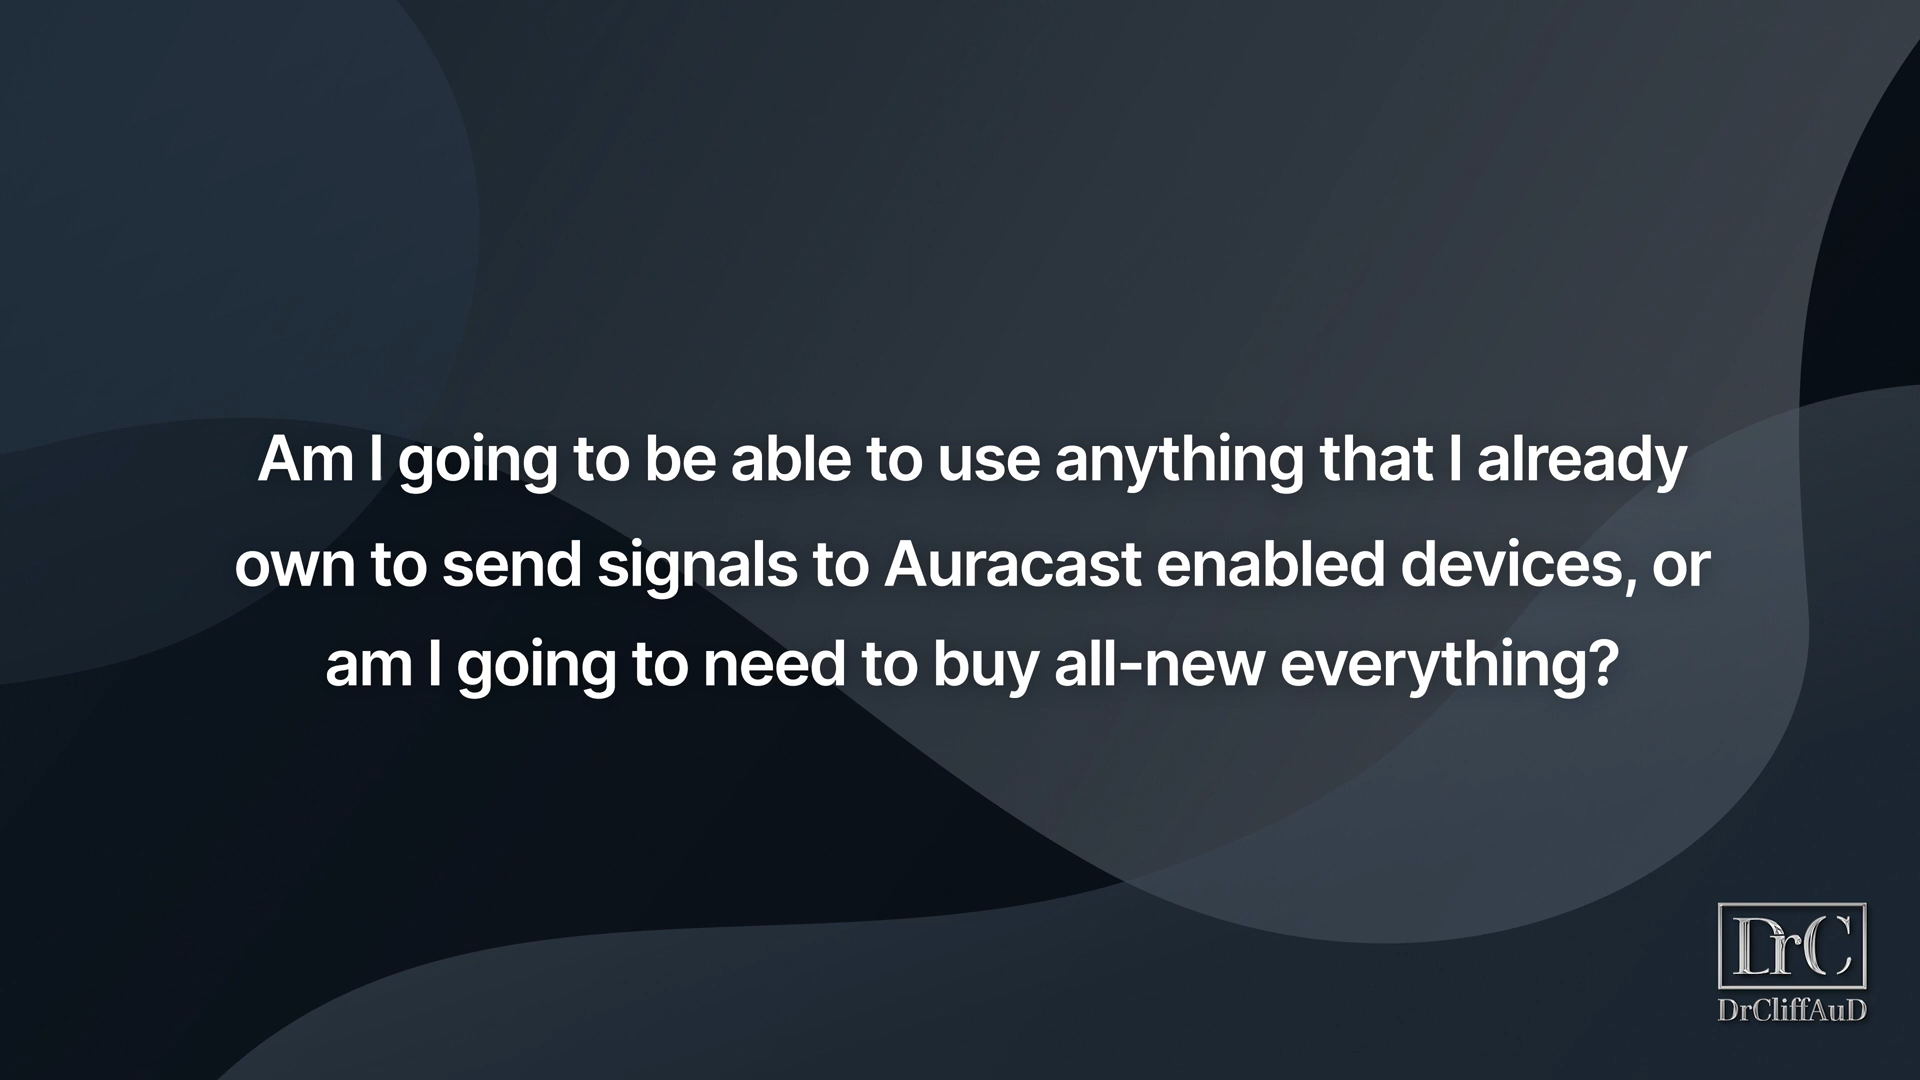 Am I going to be able to use anything that I already
own to send signals to Auracast enabled devices, or
am I going to need to buy all-new everything?
DrC
DrCliffAuD